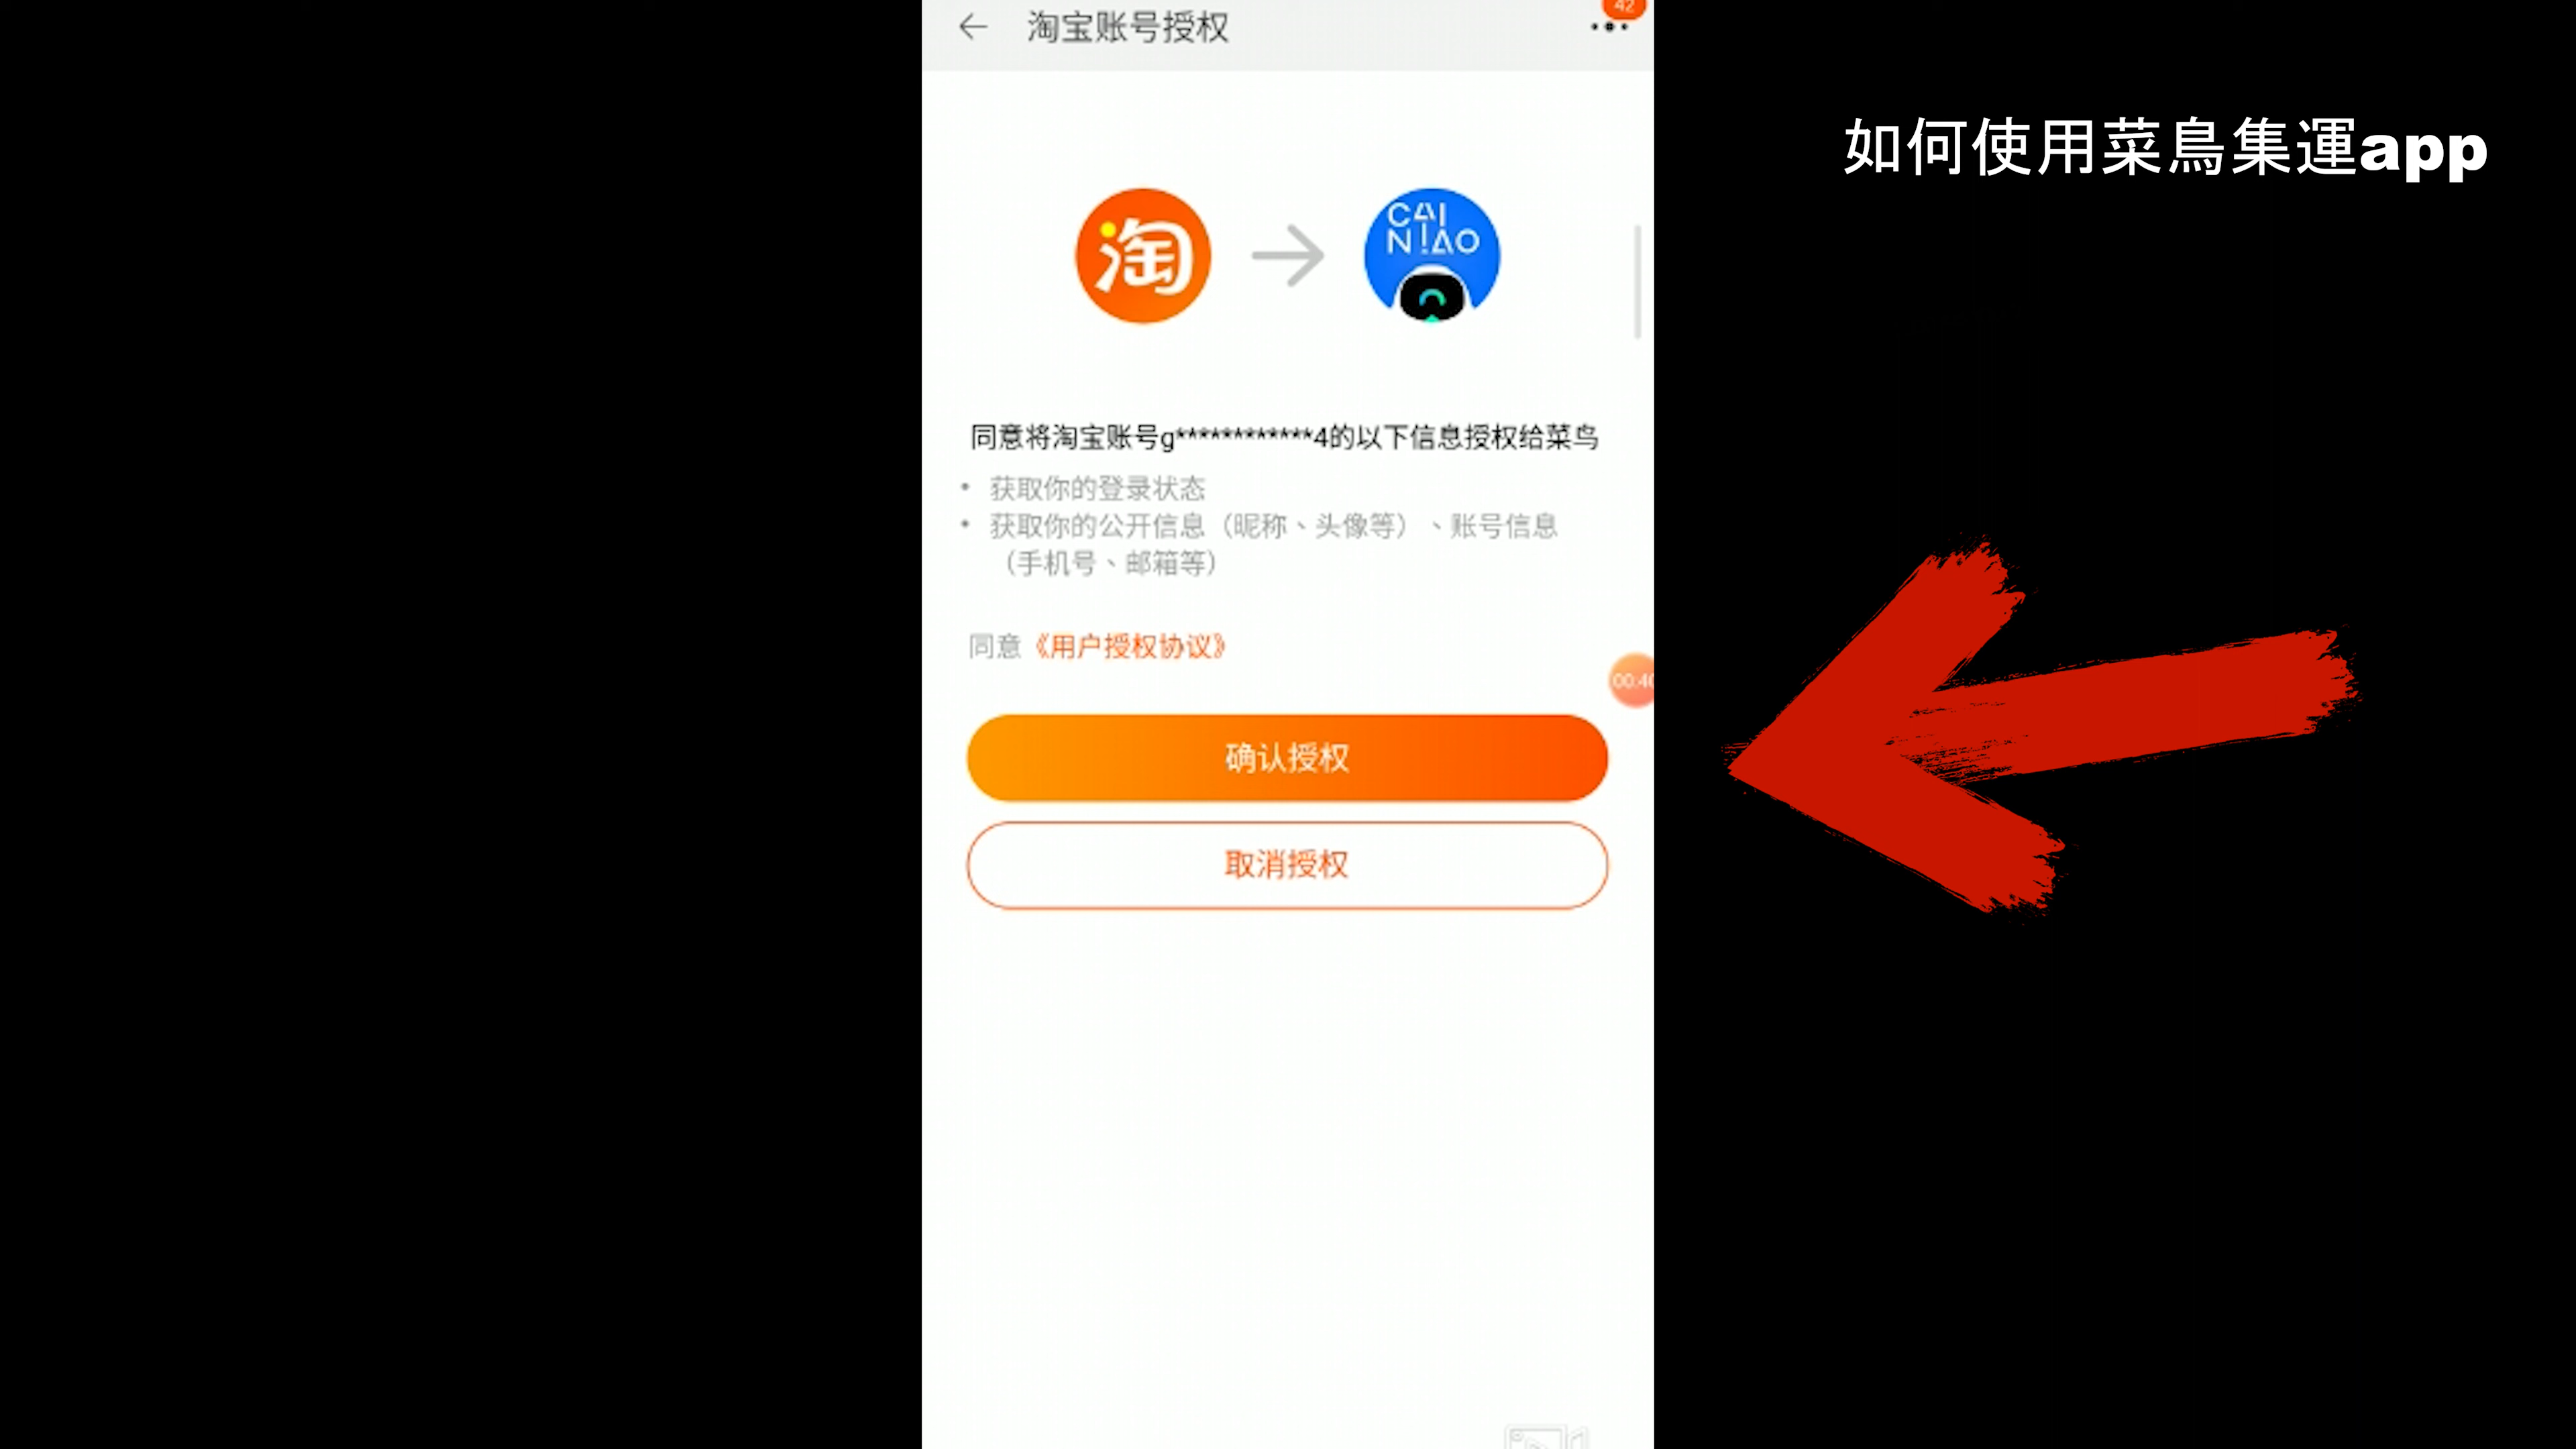 42
淘宝账号授权
如何使用菜鳥集運app
淘
CAI
NIAO
同意将淘宝账号g************4的以下信息授权给菜鸟
• 获取你的登录状态
• 获取你的公开信息（昵称、头像等）、账号信息
（手机号、邮箱等）
同意《用户授权协议》
00:40
确认授权
取消授权